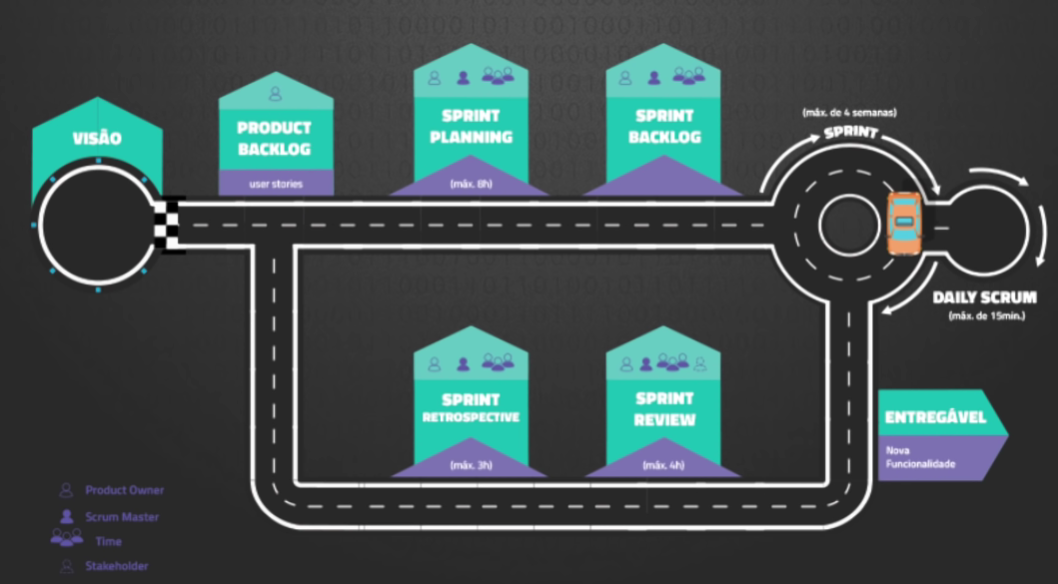 VISÃO
PRODUCT
BACKLOG
user stories
SPRINT
PLANNING
(máx. 8h)
SPRINT
BACKLOG
(máx. de 4 semanas)
SPRINT
DAILY SCRUM
(máx. de 15min.)
SPRINT
RETROSPECTIVE
(máx. 3h)
SPRINT
REVIEW
(máx. 4h)
ENTREGÁVEL
Nova
Funcionalidade
Product Owner
Scrum Master
Time
Stakeholder